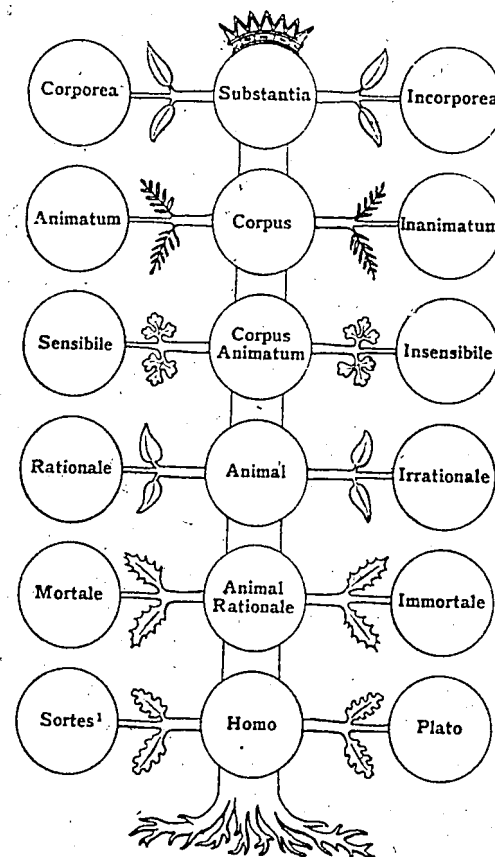 Corporea
Substantia
Incorporea
Animatum
Corpus
Inanimatum
Sensibile
Corpus
Animatum
Insensibile
Rationale
Animal
Irrationale
Mortale
Animal
Rationale
Immortale
Sortes¹
Homo
Plato